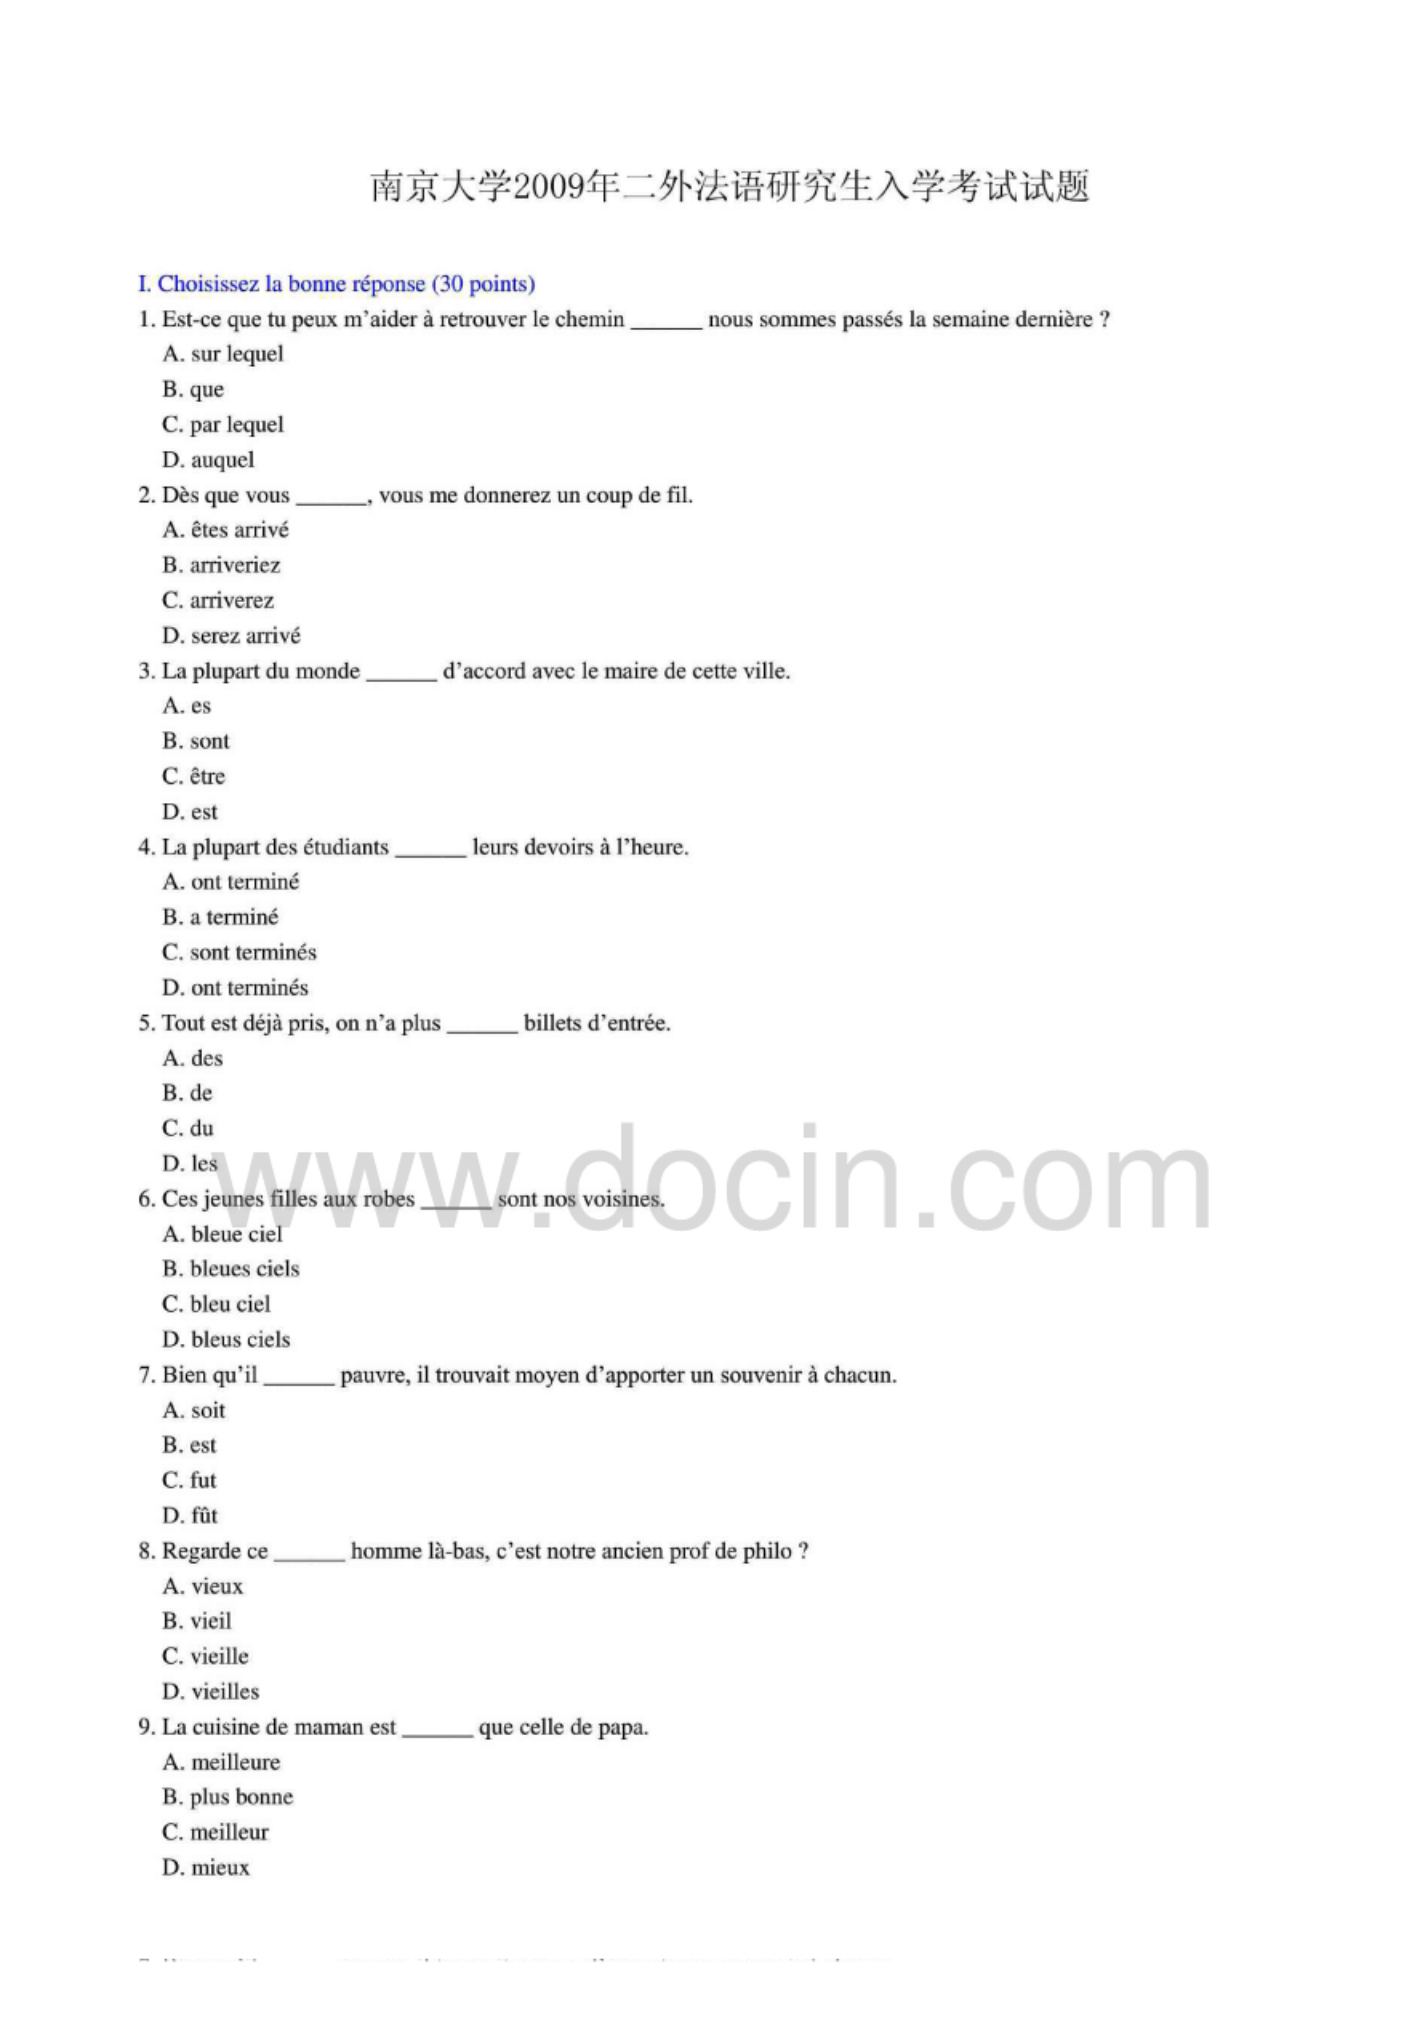 南京大学2009年二外法语研究生入学考试试题
I. Choisissez la bonne réponse (30 points)
1. Est-ce que tu peux m’aider à retrouver le chemin ______ nous sommes passés la semaine dernière ?
A. sur lequel
B. que
C. par lequel
D. auquel
2. Dès que vous ______, vous me donnerez un coup de fil.
A. êtes arrivé
B. arriveriez
C. arriverez
D. serez arrivé
3. La plupart du monde ______ d’accord avec le maire de cette ville.
A. es
B. sont
C. être
D. est
4. La plupart des étudiants ______ leurs devoirs à l’heure.
A. ont terminé
B. a terminé
C. sont terminés
D. ont terminés
5. Tout est déjà pris, on n’a plus ______ billets d’entrée.
A. des
B. de
C. du
D. les
www.docin.com
6. Ces jeunes filles aux robes ______ sont nos voisines.
A. bleue ciel
B. bleues ciels
C. bleu ciel
D. bleus ciels
7. Bien qu’il ______ pauvre, il trouvait moyen d’apporter un souvenir à chacun.
A. soit
B. est
C. fut
D. fût
8. Regarde ce ______ homme là-bas, c’est notre ancien prof de philo ?
A. vieux
B. vieil
C. vieille
D. vieilles
9. La cuisine de maman est ______ que celle de papa.
A. meilleure
B. plus bonne
C. meilleur
D. mieux